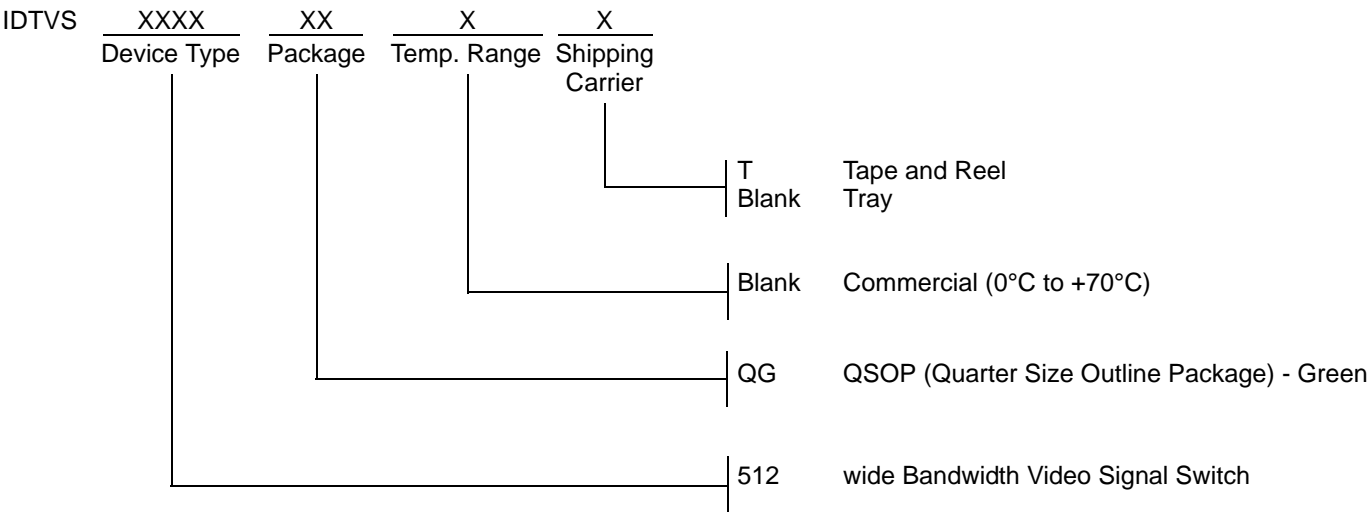 IDTVS XXXX XX X X
Device Type Package Temp. Range Shipping
Carrier
T Tape and Reel
Blank Tray
Blank Commercial (0°C to +70°C)
QG QSOP (Quarter Size Outline Package) - Green
512 wide Bandwidth Video Signal Switch